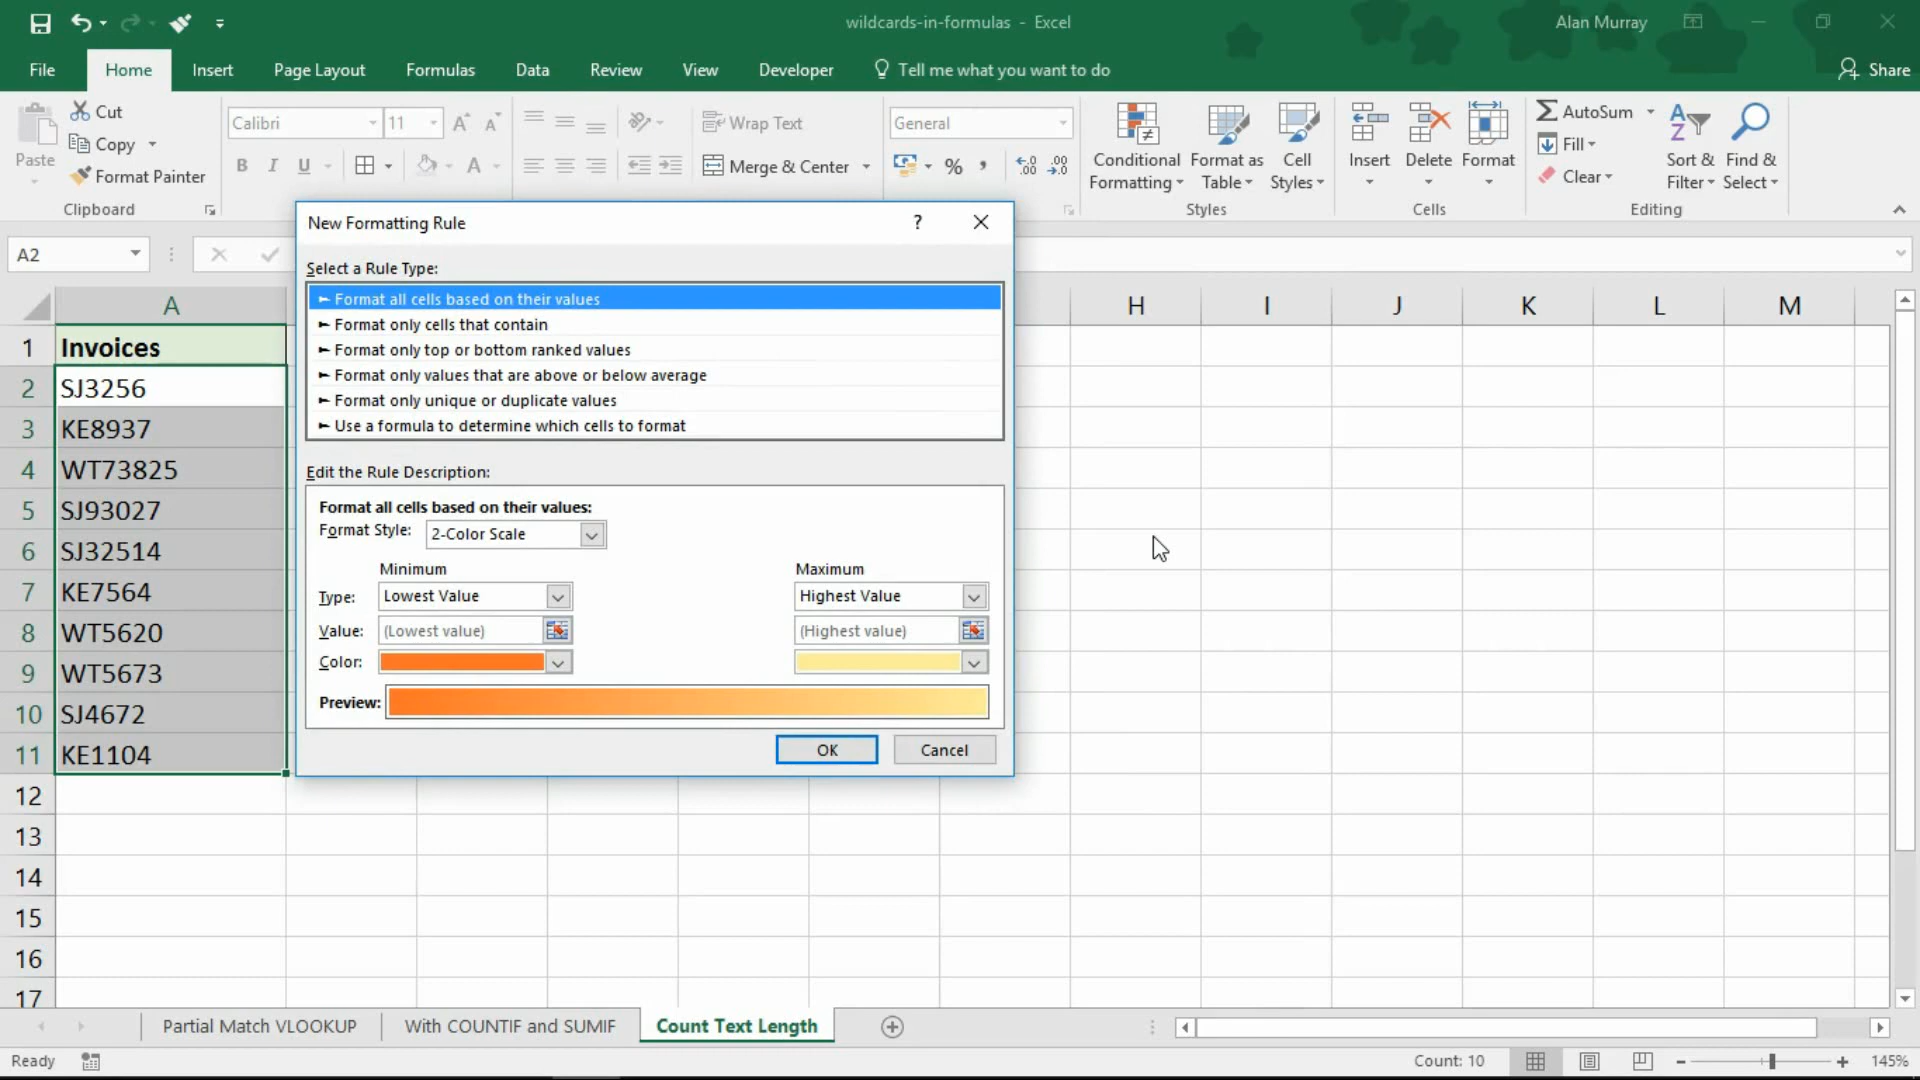 wildcards-in-formulas - Excel
Alan Murray
File Home Insert Page Layout Formulas Data Review View Developer Tell me what you want to do Share
Paste
Cut
Copy
Format Painter
Clipboard
Calibri 11
B I U
Wrap Text
Merge & Center
General
%
Conditional Formatting
Format as Table
Cell Styles
Styles
Insert Delete Format
Cells
AutoSum
Fill
Clear
Sort & Filter
Find & Select
Editing
A2
New Formatting Rule ?
Select a Rule Type:
► Format all cells based on their values
► Format only cells that contain
► Format only top or bottom ranked values
► Format only values that are above or below average
► Format only unique or duplicate values
► Use a formula to determine which cells to format
Edit the Rule Description:
Format all cells based on their values:
Format Style: 2-Color Scale
Minimum Maximum
Type: Lowest Value Highest Value
Value: (Lowest value) (Highest value)
Color:
Preview:
OK Cancel
A H I J K L M
1 Invoices
2 SJ3256
3 KE8937
4 WT73825
5 SJ93027
6 SJ32514
7 KE7564
8 WT5620
9 WT5673
10 SJ4672
11 KE1104
12
13
14
15
16
17
Partial Match VLOOKUP With COUNTIF and SUMIF Count Text Length
Ready Count: 10 145%